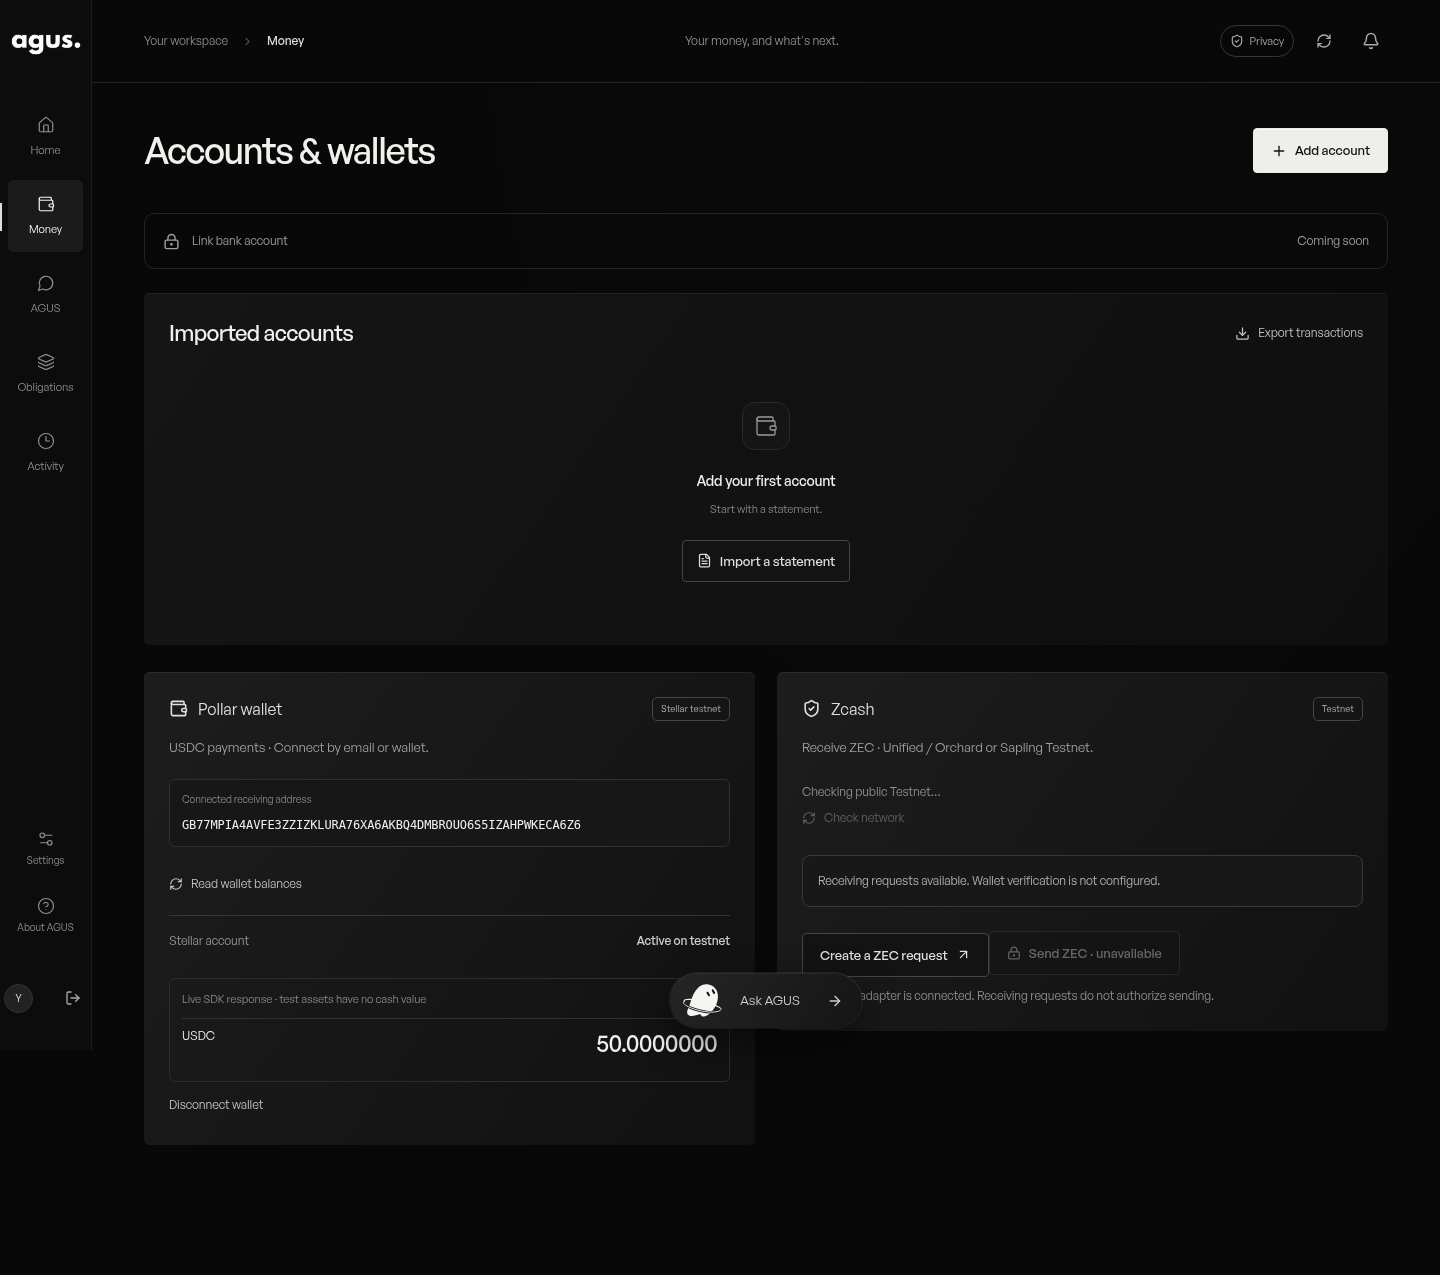 agus.
Your workspace
Money
Your money, and what's next.
Privacy
Home
Money
AGUS
Obligations
Activity
Settings
About AGUS
Y
Accounts & wallets
Add account
Link bank account
Coming soon
Imported accounts
Export transactions
Add your first account
Start with a statement.
Import a statement
Pollar wallet
Stellar testnet
USDC payments · Connect by email or wallet.
Connected receiving address
GB77MPIA4AVFE3ZZIZKLURA76XA6AKBQ4DMBROUO6S5IZAHPWKECA6Z6
Read wallet balances
Stellar account
Active on testnet
Live SDK response · test assets have no cash value
USDC
50.0000000
Disconnect wallet
Zcash
Testnet
Receive ZEC · Unified / Orchard or Sapling Testnet.
Checking public Testnet…
Check network
Receiving requests available. Wallet verification is not configured.
Create a ZEC request
Send ZEC · unavailable
adapter is connected. Receiving requests do not authorize sending.
Ask AGUS